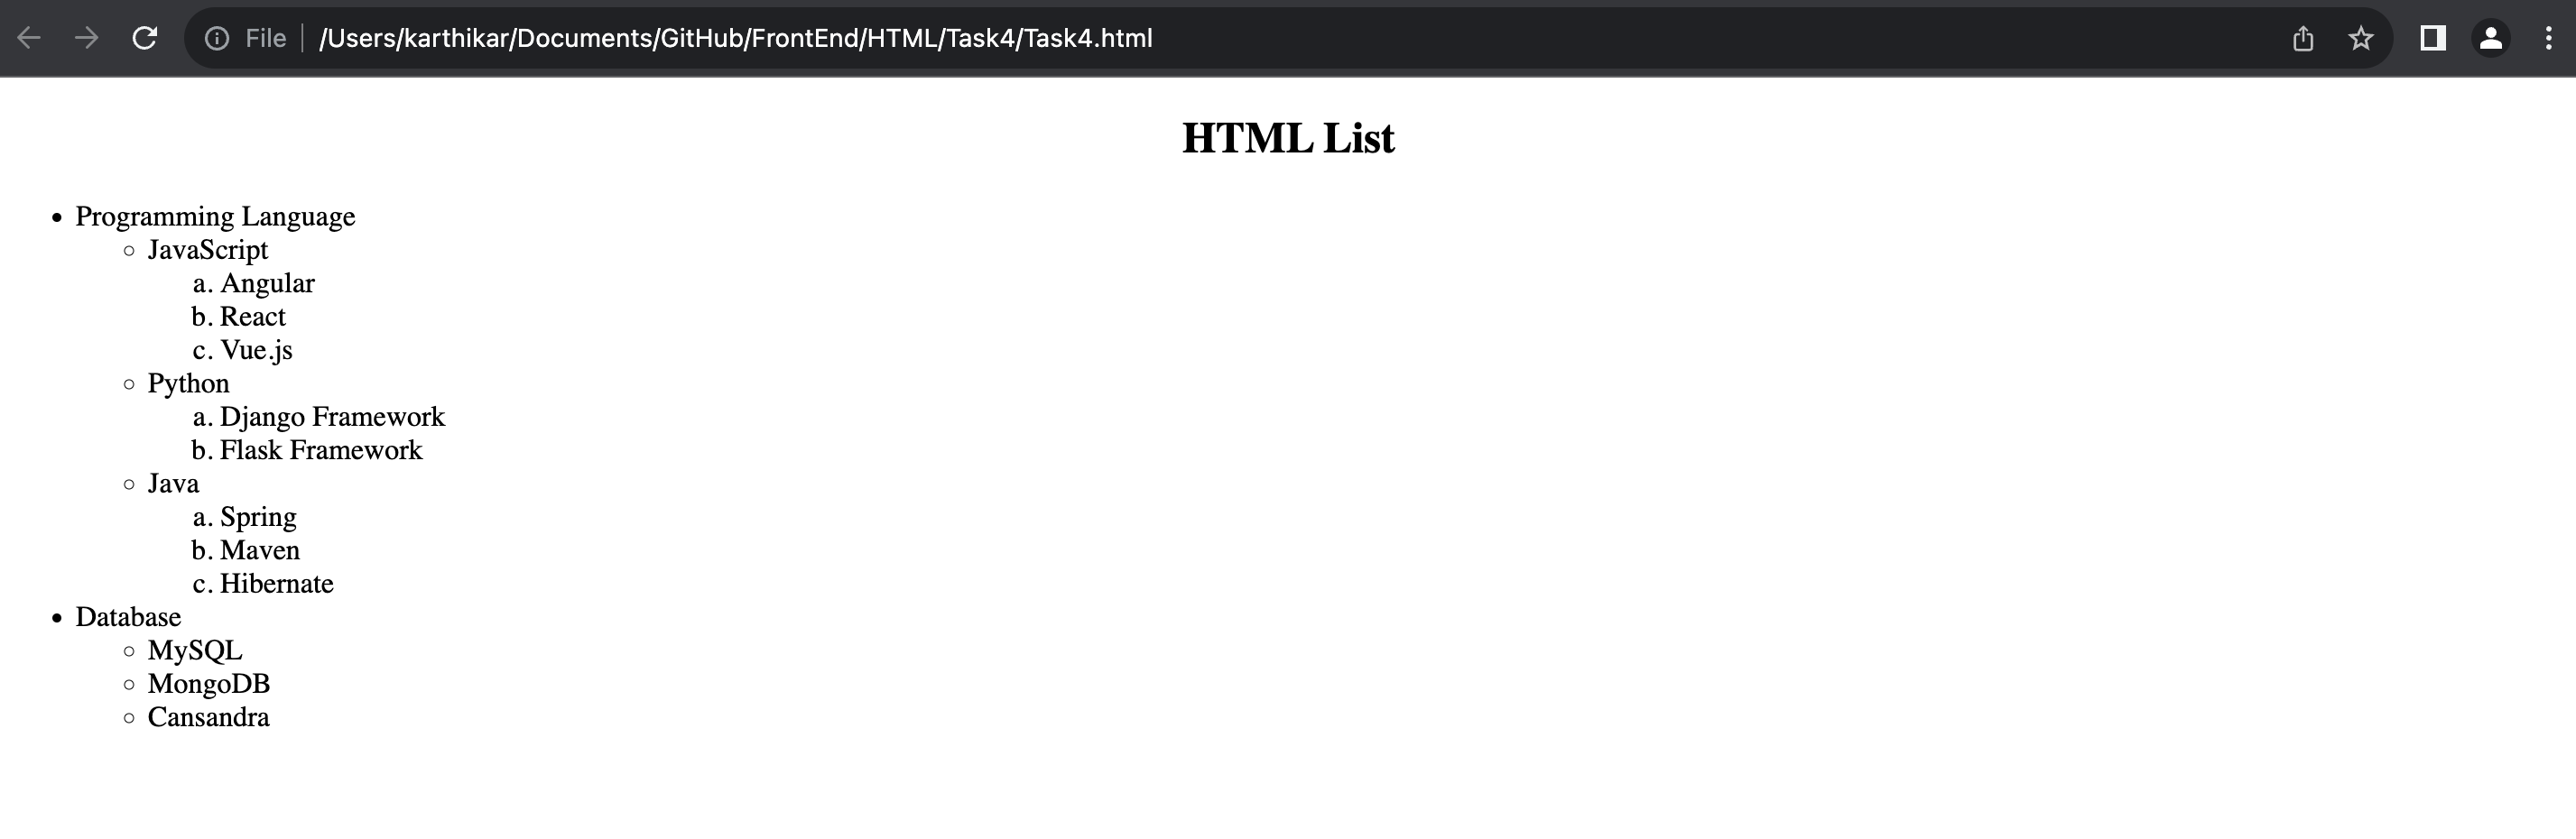 File /Users/karthikar/Documents/GitHub/FrontEnd/HTML/Task4/Task4.html
HTML List
• Programming Language
◦ JavaScript
a. Angular
b. React
c. Vue.js
◦ Python
a. Django Framework
b. Flask Framework
◦ Java
a. Spring
b. Maven
c. Hibernate
• Database
◦ MySQL
◦ MongoDB
◦ Cansandra